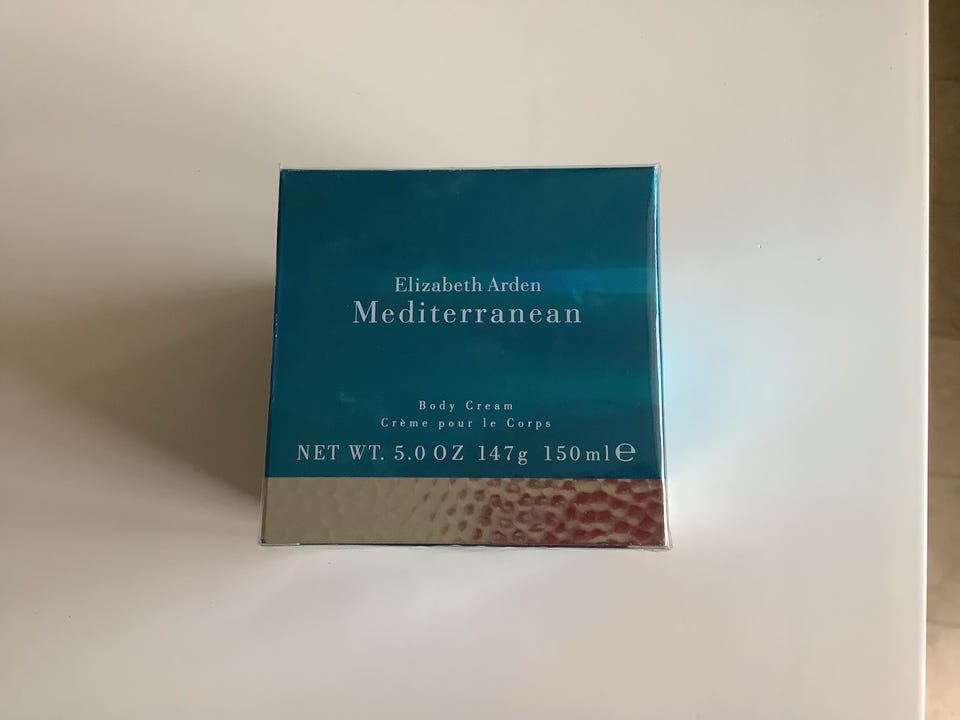 Elizabeth Arden
Mediterranean
Body Cream
Crème pour le Corps
NET WT. 5.0 OZ 147g 150ml℮